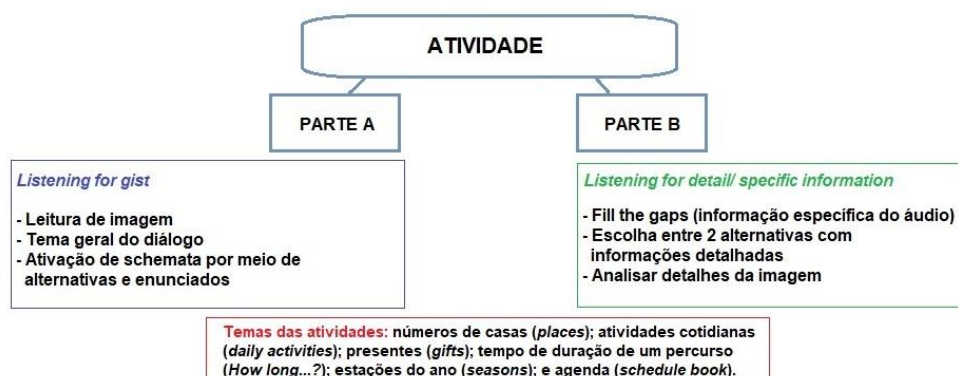 ATIVIDADE
PARTE A
PARTE B
Listening for gist
- Leitura de imagem
- Tema geral do diálogo
- Ativação de schemata por meio de
alternativas e enunciados
Listening for detail/ specific information
- Fill the gaps (informação específica do áudio)
- Escolha entre 2 alternativas com
informações detalhadas
- Analisar detalhes da imagem
Temas das atividades: números de casas (places); atividades cotidianas
(daily activities); presentes (gifts); tempo de duração de um percurso
(How long...?); estações do ano (seasons); e agenda (schedule book).